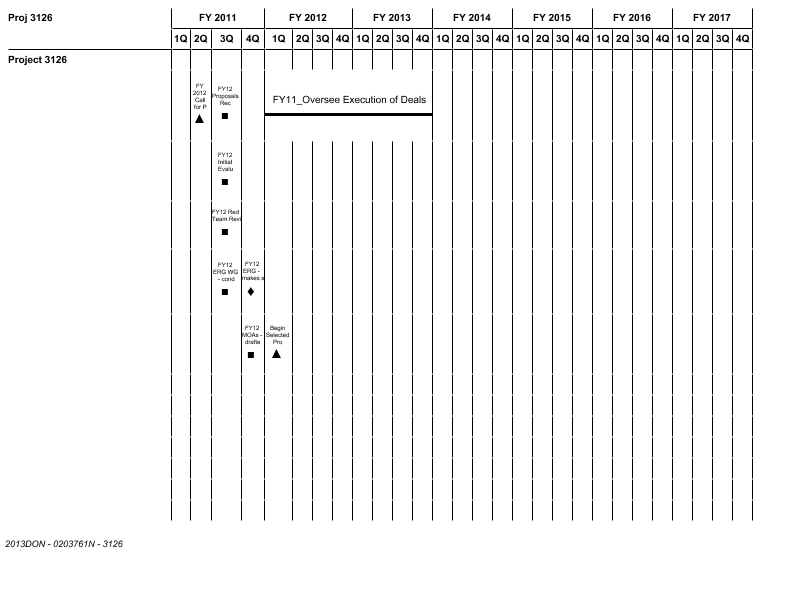 Proj 3126 FY 2011 FY 2012 FY 2013 FY 2014 FY 2015 FY 2016 FY 2017
1Q 2Q 3Q 4Q 1Q 2Q 3Q 4Q 1Q 2Q 3Q 4Q 1Q 2Q 3Q 4Q 1Q 2Q 3Q 4Q 1Q 2Q 3Q 4Q 1Q 2Q 3Q 4Q
Project 3126
FY
2012
Call
for P
FY12
Proposals
Rec
FY11_Oversee Execution of Deals
FY12
Initial
Evalu
FY12 Red
Team Revi
FY12
ERG WG
- cond
FY12
ERG -
makes s
FY12
MOAs -
drafte
Begin
Selected
Pro
2013DON - 0203761N - 3126